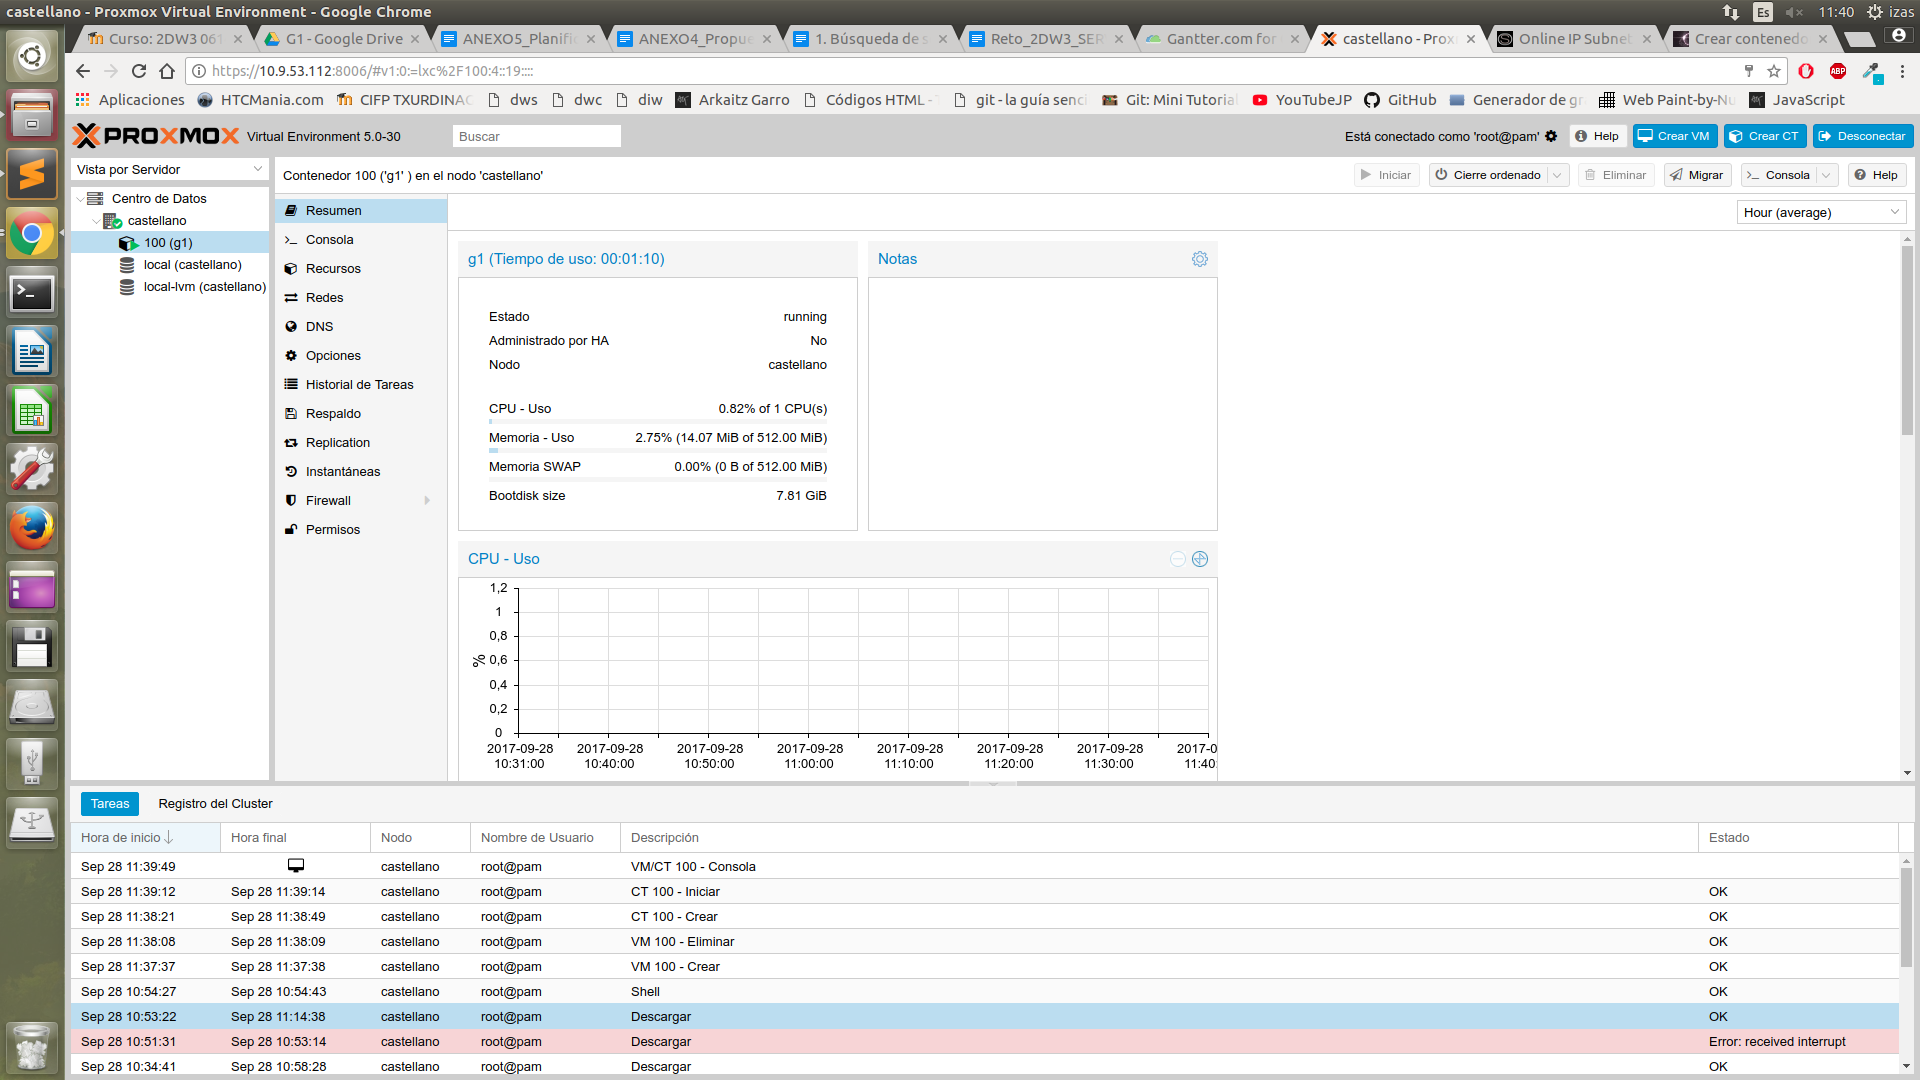 castellano - Proxmox Virtual Environment - Google Chrome
Es
11:40
izas
Curso: 2DW3 061
G1 - Google Drive
ANEXO5_Planifi
ANEXO4_Propue
1. Búsqueda de s
Reto_2DW3_SER
Gantter.com for
castellano - Prox
Online IP Subnet
Crear contenedo
https://10.9.53.112:8006/#v1:0:=lxc%2F100:4::19::::
ABP
Aplicaciones
HTCMania.com
CIFP TXURDINAG
dws
dwc
diw
Arkaitz Garro
Códigos HTML -
git - la guía senci
Git: Mini Tutorial
YouTubeJP
GitHub
Generador de gr
Web Paint-by-Nu
JavaScript
PROXMOX
Virtual Environment 5.0-30
Buscar
Está conectado como 'root@pam'
Help
Crear VM
Crear CT
Desconectar
Vista por Servidor
Contenedor 100 ('g1' ) en el nodo 'castellano'
Iniciar
Cierre ordenado
Eliminar
Migrar
Consola
Help
Centro de Datos
castellano
100 (g1)
local (castellano)
local-lvm (castellano)
Resumen
Consola
Recursos
Redes
DNS
Opciones
Historial de Tareas
Respaldo
Replication
Instantáneas
Firewall
Permisos
Hour (average)
g1 (Tiempo de uso: 00:01:10)
Estado running
Administrado por HA No
Nodo castellano
CPU - Uso 0.82% of 1 CPU(s)
Memoria - Uso 2.75% (14.07 MiB of 512.00 MiB)
Memoria SWAP 0.00% (0 B of 512.00 MiB)
Bootdisk size 7.81 GiB
Notas
CPU - Uso
1,2
1
0,8
0,6
0,4
0,2
0
%
2017-09-28 2017-09-28 2017-09-28 2017-09-28 2017-09-28 2017-09-28 2017-09-28 2017-0
10:31:00 10:40:00 10:50:00 11:00:00 11:10:00 11:20:00 11:30:00 11:40:
Tareas
Registro del Cluster
Hora de inicio Hora final Nodo Nombre de Usuario Descripción Estado
Sep 28 11:39:49 castellano root@pam VM/CT 100 - Consola
Sep 28 11:39:12 Sep 28 11:39:14 castellano root@pam CT 100 - Iniciar OK
Sep 28 11:38:21 Sep 28 11:38:49 castellano root@pam CT 100 - Crear OK
Sep 28 11:38:08 Sep 28 11:38:09 castellano root@pam VM 100 - Eliminar OK
Sep 28 11:37:37 Sep 28 11:37:38 castellano root@pam VM 100 - Crear OK
Sep 28 10:54:27 Sep 28 10:54:43 castellano root@pam Shell OK
Sep 28 10:53:22 Sep 28 11:14:38 castellano root@pam Descargar OK
Sep 28 10:51:31 Sep 28 10:53:14 castellano root@pam Descargar Error: received interrupt
Sep 28 10:34:41 Sep 28 10:58:28 castellano root@pam Descargar OK